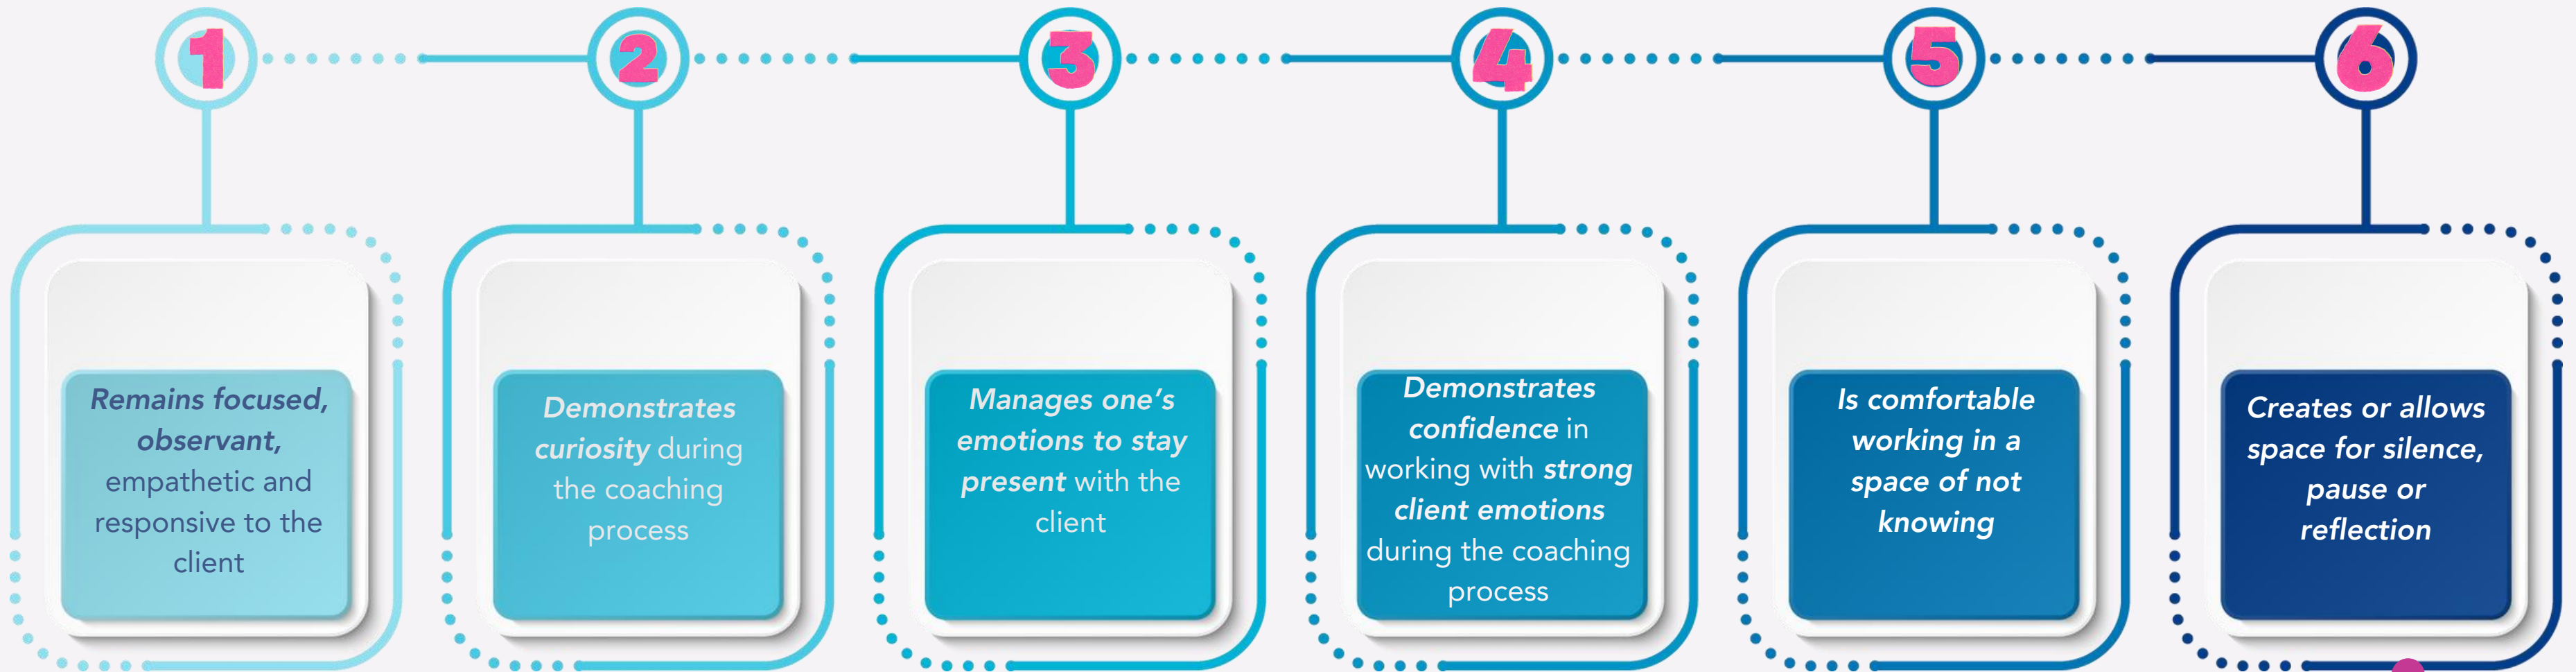 1
2
3
4
5
6
Remains focused,
observant,
empathetic and
responsive to the
client
Demonstrates
curiosity during
the coaching
process
Manages one’s
emotions to stay
present with the
client
Demonstrates
confidence in
working with strong
client emotions
during the coaching
process
Is comfortable
working in a
space of not
knowing
Creates or allows
space for silence,
pause or
reflection